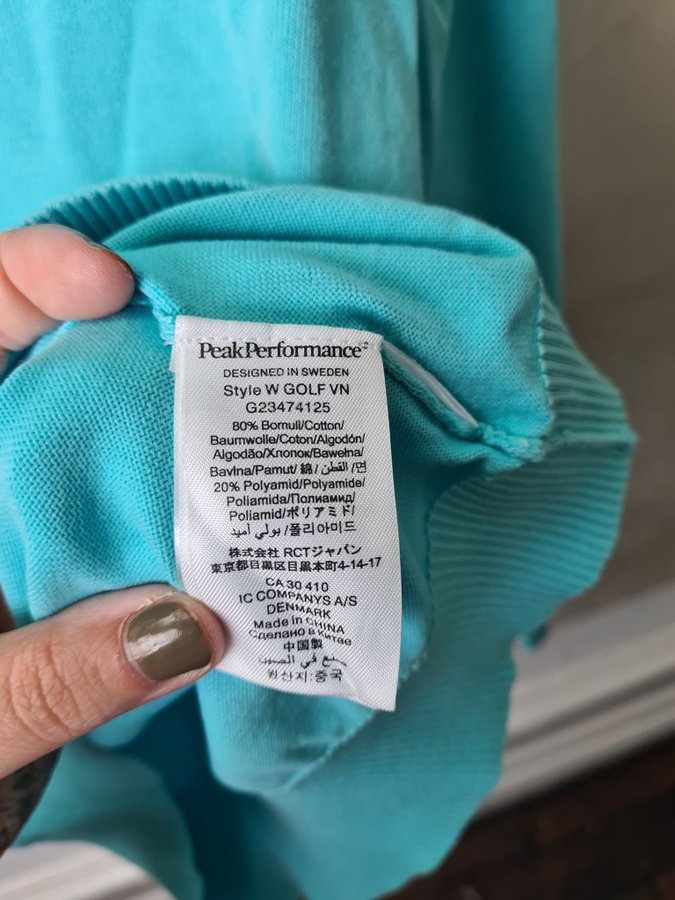 PeakPerformance
DESIGNED IN SWEDEN
Style W GOLF VN
G23474125
80% Bomull/Cotton/
Baumwolle/Coton/Algodón/
Algodão/Хлопок/Bawełna/
Bavlna/Pamut/ 綿 / القطن /면
20% Polyamid/Polyamide/
Poliamida/Полиамид/
Poliamid/ポリアミド/
폴리아미드/ بولي أميد
株式会社 RCTジャパン
東京都目黒区目黒本町4-14-17
CA 30 410
IC COMPANYS A/S
DENMARK
Made in CHINA
Сделано в Китае
中国製
صنع في الصين
원산지:중국